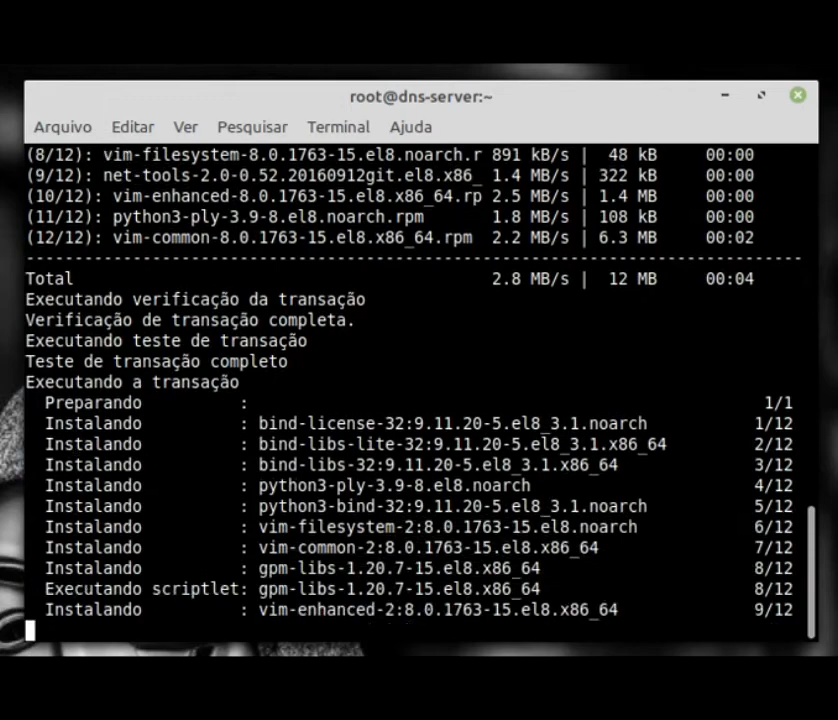 root@dns-server:~
Arquivo Editar Ver Pesquisar Terminal Ajuda
(8/12): vim-filesystem-8.0.1763-15.el8.noarch.r 891 kB/s | 48 kB 00:00
(9/12): net-tools-2.0-0.52.20160912git.el8.x86_ 1.4 MB/s | 322 kB 00:00
(10/12): vim-enhanced-8.0.1763-15.el8.x86_64.rp 2.5 MB/s | 1.4 MB 00:00
(11/12): python3-ply-3.9-8.el8.noarch.rpm 1.8 MB/s | 108 kB 00:00
(12/12): vim-common-8.0.1763-15.el8.x86_64.rpm 2.2 MB/s | 6.3 MB 00:02
--------------------------------------------------------------------------------
Total 2.8 MB/s | 12 MB 00:04
Executando verificação da transação
Verificação de transação completa.
Executando teste de transação
Teste de transação completo
Executando a transação
Preparando : 1/1
Instalando : bind-license-32:9.11.20-5.el8_3.1.noarch 1/12
Instalando : bind-libs-lite-32:9.11.20-5.el8_3.1.x86_64 2/12
Instalando : bind-libs-32:9.11.20-5.el8_3.1.x86_64 3/12
Instalando : python3-ply-3.9-8.el8.noarch 4/12
Instalando : python3-bind-32:9.11.20-5.el8_3.1.noarch 5/12
Instalando : vim-filesystem-2:8.0.1763-15.el8.noarch 6/12
Instalando : vim-common-2:8.0.1763-15.el8.x86_64 7/12
Instalando : gpm-libs-1.20.7-15.el8.x86_64 8/12
Executando scriptlet: gpm-libs-1.20.7-15.el8.x86_64 8/12
Instalando : vim-enhanced-2:8.0.1763-15.el8.x86_64 9/12